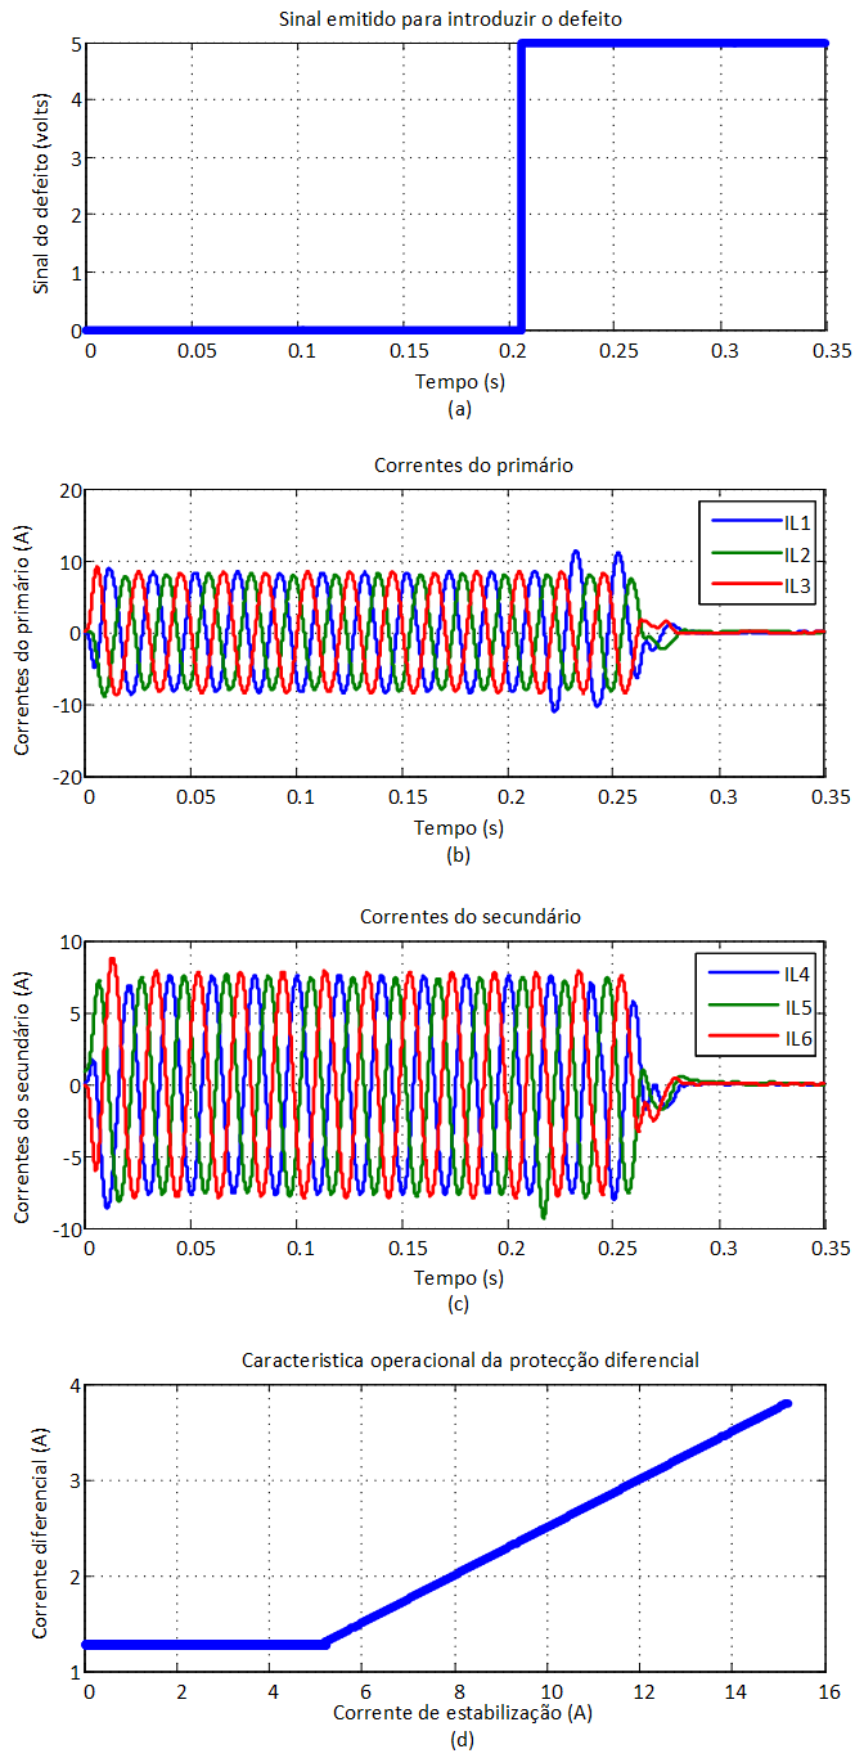 Sinal emitido para introduzir o defeito
Sinal do defeito (volts)
5
4
3
2
1
0
0 0.05 0.1 0.15 0.2 0.25 0.3 0.35
Tempo (s)
(a)
Correntes do primário
Correntes do primário (A)
20
10
0
-10
-20
IL1
IL2
IL3
0 0.05 0.1 0.15 0.2 0.25 0.3 0.35
Tempo (s)
(b)
Correntes do secundário
Correntes do secundário (A)
10
5
0
-5
-10
IL4
IL5
IL6
0 0.05 0.1 0.15 0.2 0.25 0.3 0.35
Tempo (s)
(c)
Caracteristica operacional da protecção diferencial
Corrente diferencial (A)
4
3
2
1
0 2 4 6 8 10 12 14 16
Corrente de estabilização (A)
(d)